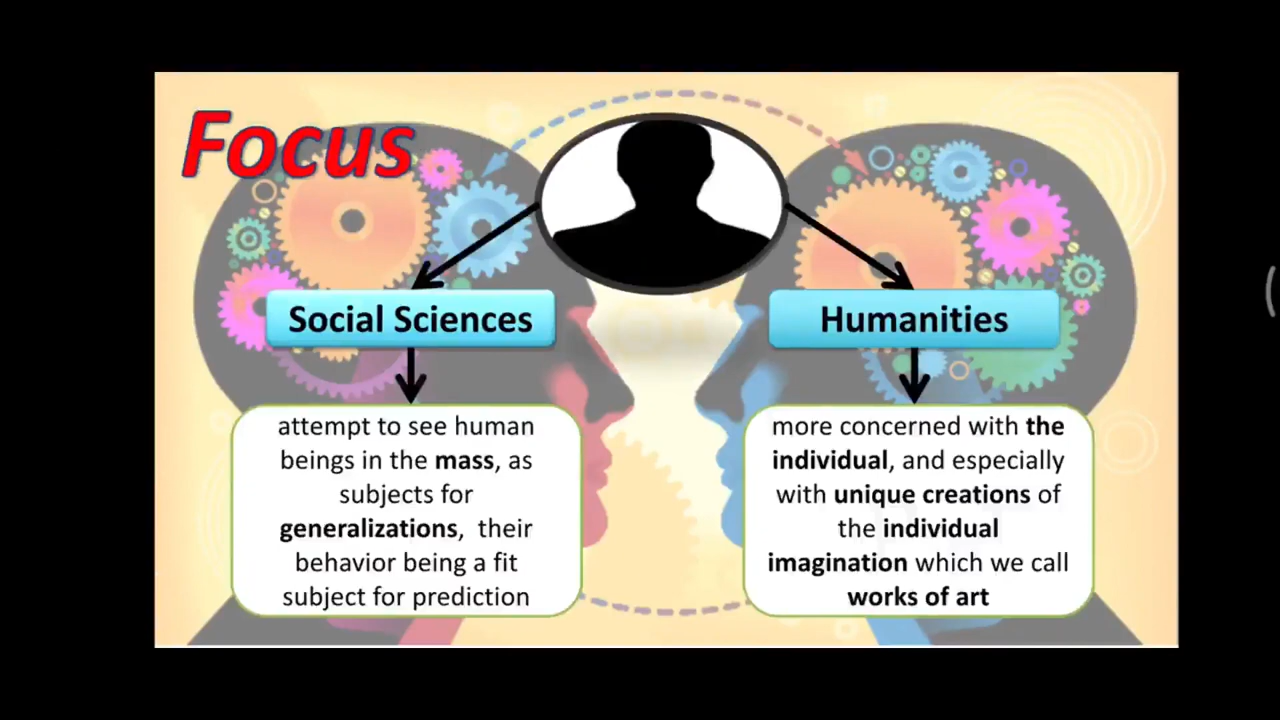 Focus
Social Sciences
attempt to see human
beings in the mass, as
subjects for
generalizations, their
behavior being a fit
subject for prediction
Humanities
more concerned with the
individual, and especially
with unique creations of
the individual
imagination which we call
works of art